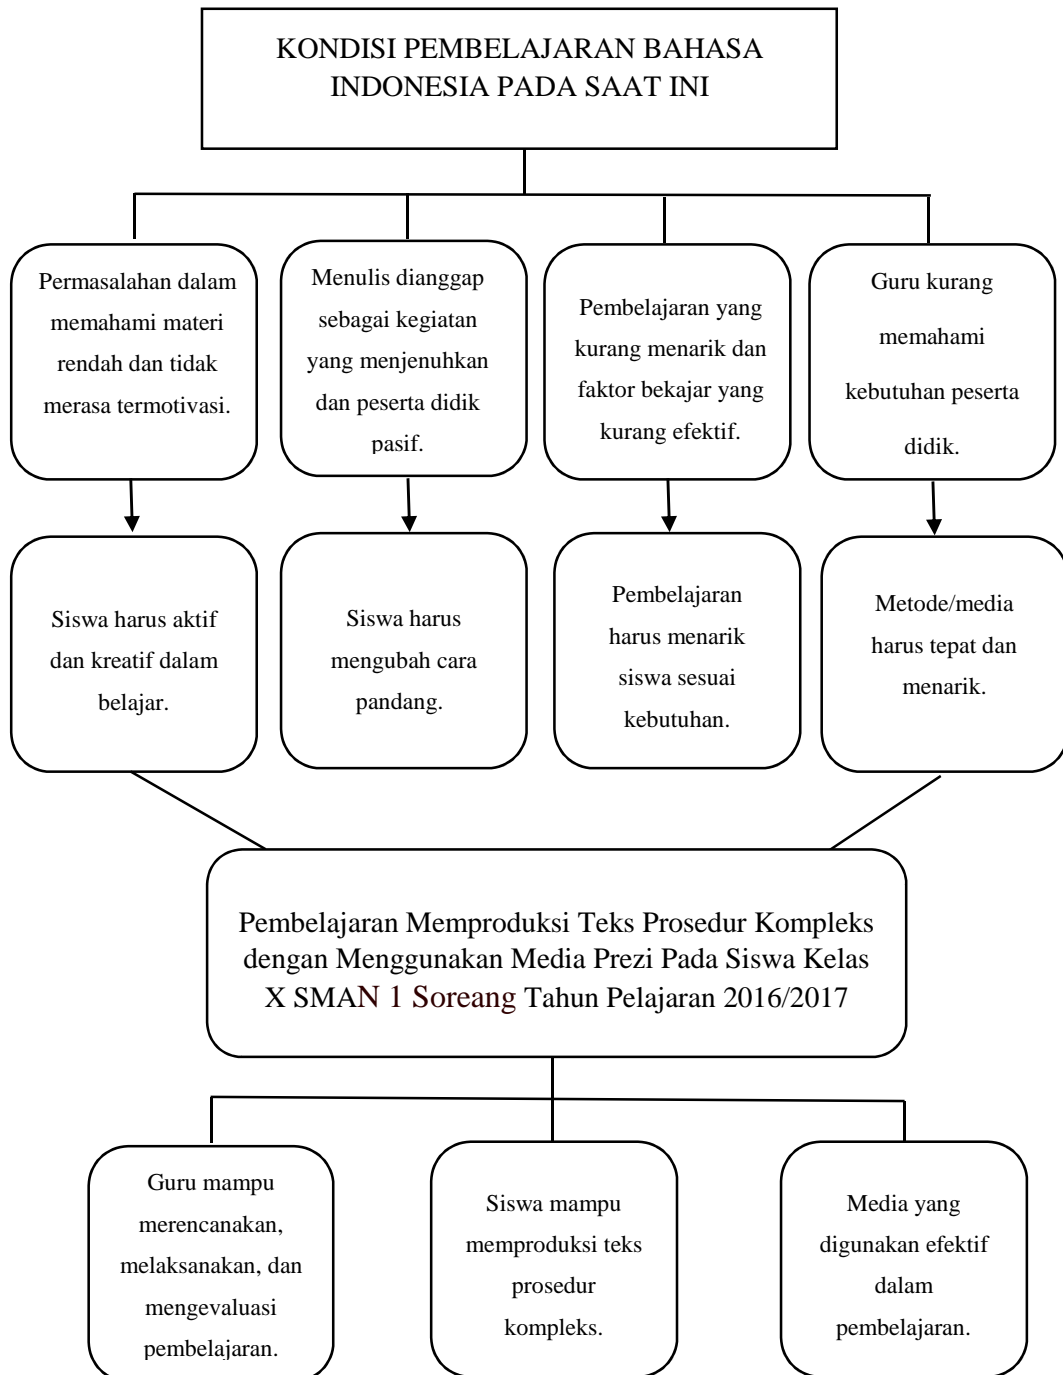 KONDISI PEMBELAJARAN BAHASA
INDONESIA PADA SAAT INI
Permasalahan dalam
memahami materi
rendah dan tidak
merasa termotivasi.
Menulis dianggap
sebagai kegiatan
yang menjenuhkan
dan peserta didik
pasif.
Pembelajaran yang
kurang menarik dan
faktor bekajar yang
kurang efektif.
Guru kurang
memahami
kebutuhan peserta
didik.
Siswa harus aktif
dan kreatif dalam
belajar.
Siswa harus
mengubah cara
pandang.
Pembelajaran
harus menarik
siswa sesuai
kebutuhan.
Metode/media
harus tepat dan
menarik.
Pembelajaran Memproduksi Teks Prosedur Kompleks
dengan Menggunakan Media Prezi Pada Siswa Kelas
X SMAN 1 Soreang Tahun Pelajaran 2016/2017
Guru mampu
merencanakan,
melaksanakan, dan
mengevaluasi
pembelajaran.
Siswa mampu
memproduksi teks
prosedur
kompleks.
Media yang
digunakan efektif
dalam
pembelajaran.